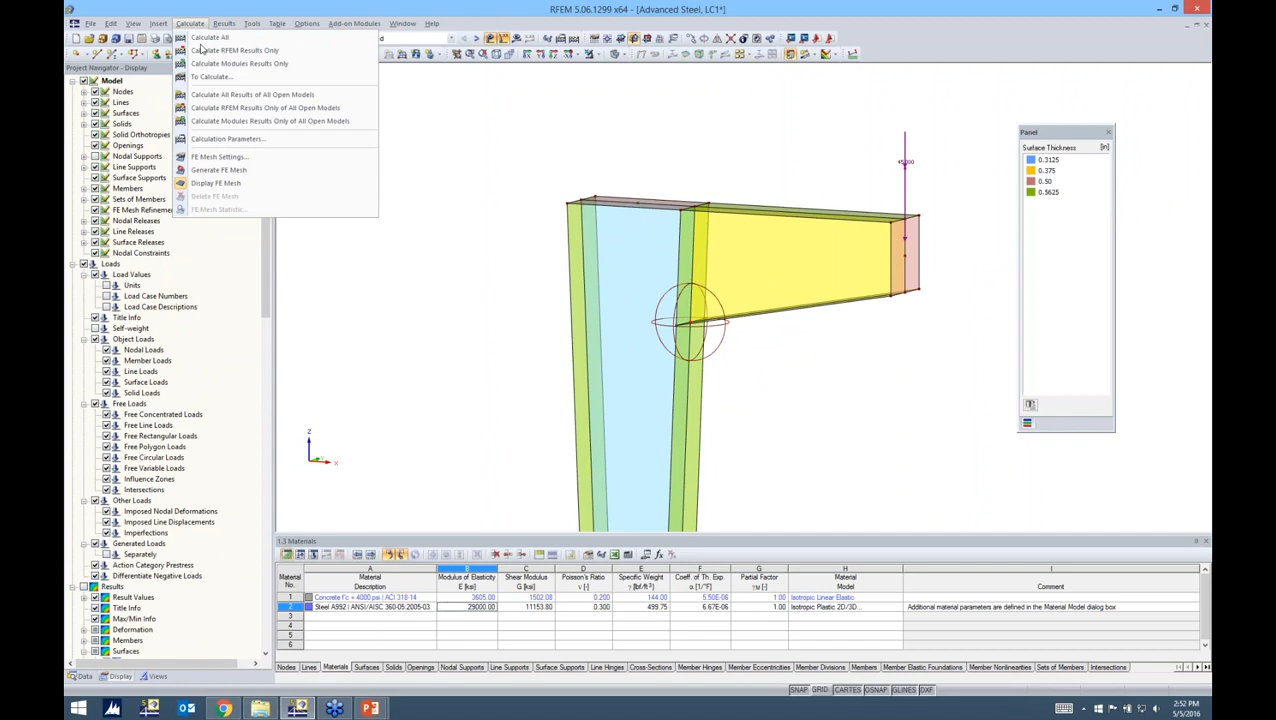 RFEM 5.06.1299 x64 - [Advanced Steel, LC1*]
File Edit View Insert Calculate Results Tools Table Options Add-on Modules Window Help
Calculate All
Calculate RFEM Results Only
Calculate Modules Results Only
To Calculate...
Calculate All Results of All Open Models
Calculate RFEM Results Only of All Open Models
Calculate Modules Results Only of All Open Models
Calculation Parameters...
FE Mesh Settings...
Generate FE Mesh
Display FE Mesh
Delete FE Mesh
FE Mesh Statistic...
Project Navigator - Display
Model
Nodes
Lines
Surfaces
Solids
Solid Orthotropies
Openings
Nodal Supports
Line Supports
Surface Supports
Members
Sets of Members
FE Mesh Refinem
Nodal Releases
Line Releases
Surface Releases
Nodal Constraints
Loads
Load Values
Units
Load Case Numbers
Load Case Descriptions
Title Info
Self-weight
Object Loads
Nodal Loads
Member Loads
Line Loads
Surface Loads
Solid Loads
Free Loads
Free Concentrated Loads
Free Line Loads
Free Rectangular Loads
Free Polygon Loads
Free Circular Loads
Free Variable Loads
Influence Zones
Intersections
Other Loads
Imposed Nodal Deformations
Imposed Line Displacements
Imperfections
Generated Loads
Separately
Action Category Prestress
Differentiate Negative Loads
Results
Result Values
Title Info
Max/Min Info
Deformation
Members
Surfaces
Data Display Views
45.000
Z
Y
X
Panel
Surface Thickness [in]
0.3125
0.375
0.50
0.5625
1.3 Materials
A B C D E F G H I
Material No. Material Description Modulus of Elasticity E [ksi] Shear Modulus G [ksi] Poisson's Ratio ν [-] Specific Weight γ [lbf/ft³] Coeff. of Th. Exp. α [1/°F] Partial Factor γM [-] Material Model Comment
1 Concrete f'c = 4000 psi | ACI 318-14 3605.00 1502.08 0.200 144.00 5.50E-06 1.00 Isotropic Linear Elastic
2 Steel A992 | ANSI/AISC 360-05:2005-03 29000.00 11153.80 0.300 499.75 6.67E-06 1.00 Isotropic Plastic 2D/3D... Additional material parameters are defined in the Material Model dialog box
3
4
5
6
Nodes Lines Materials Surfaces Solids Openings Nodal Supports Line Supports Surface Supports Line Hinges Cross-Sections Member Hinges Member Eccentricities Member Divisions Members Member Elastic Foundations Member Nonlinearities Sets of Members Intersections
SNAP GRID CARTES OSNAP GLINES DXF
2:52 PM
5/5/2016